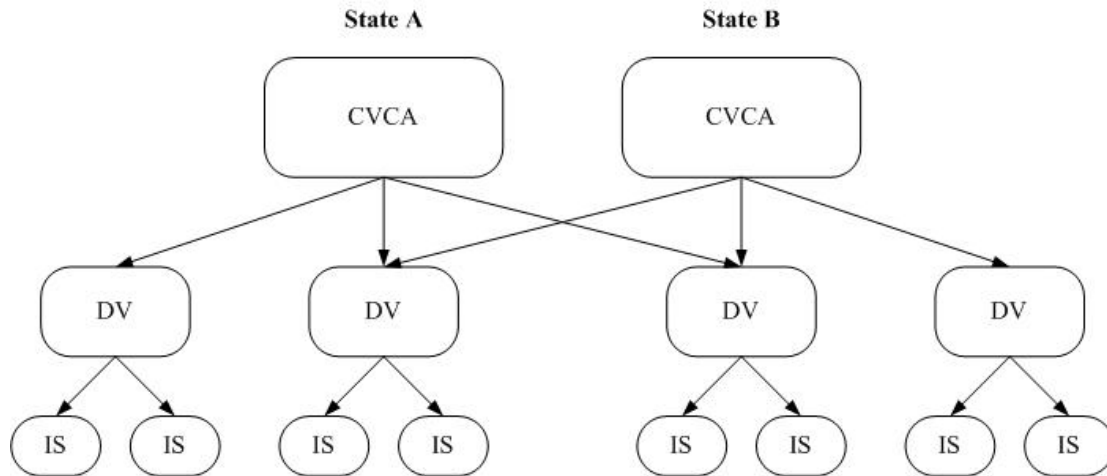 State A State B
CVCA CVCA
DV DV DV DV
IS IS IS IS IS IS IS IS